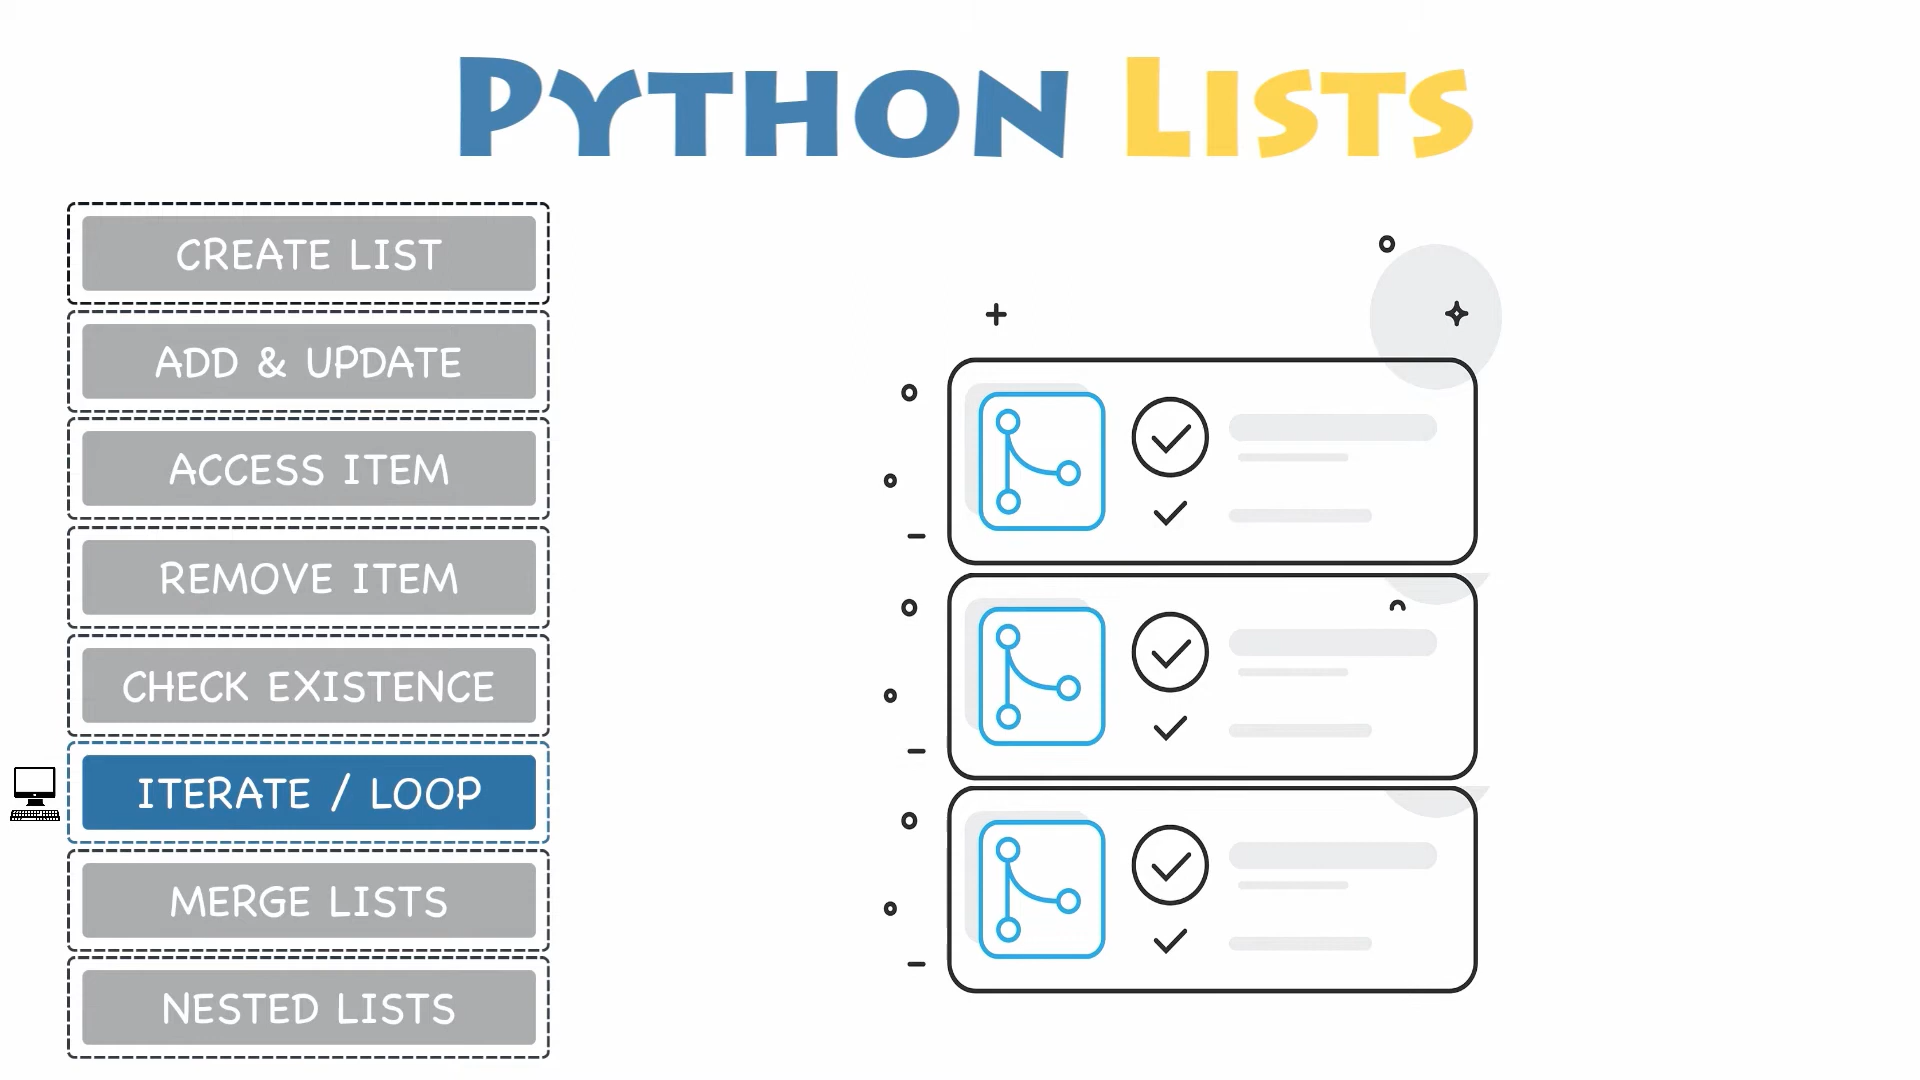 PYTHON LISTS
CREATE LIST
ADD & UPDATE
ACCESS ITEM
REMOVE ITEM
CHECK EXISTENCE
ITERATE / LOOP
MERGE LISTS
NESTED LISTS